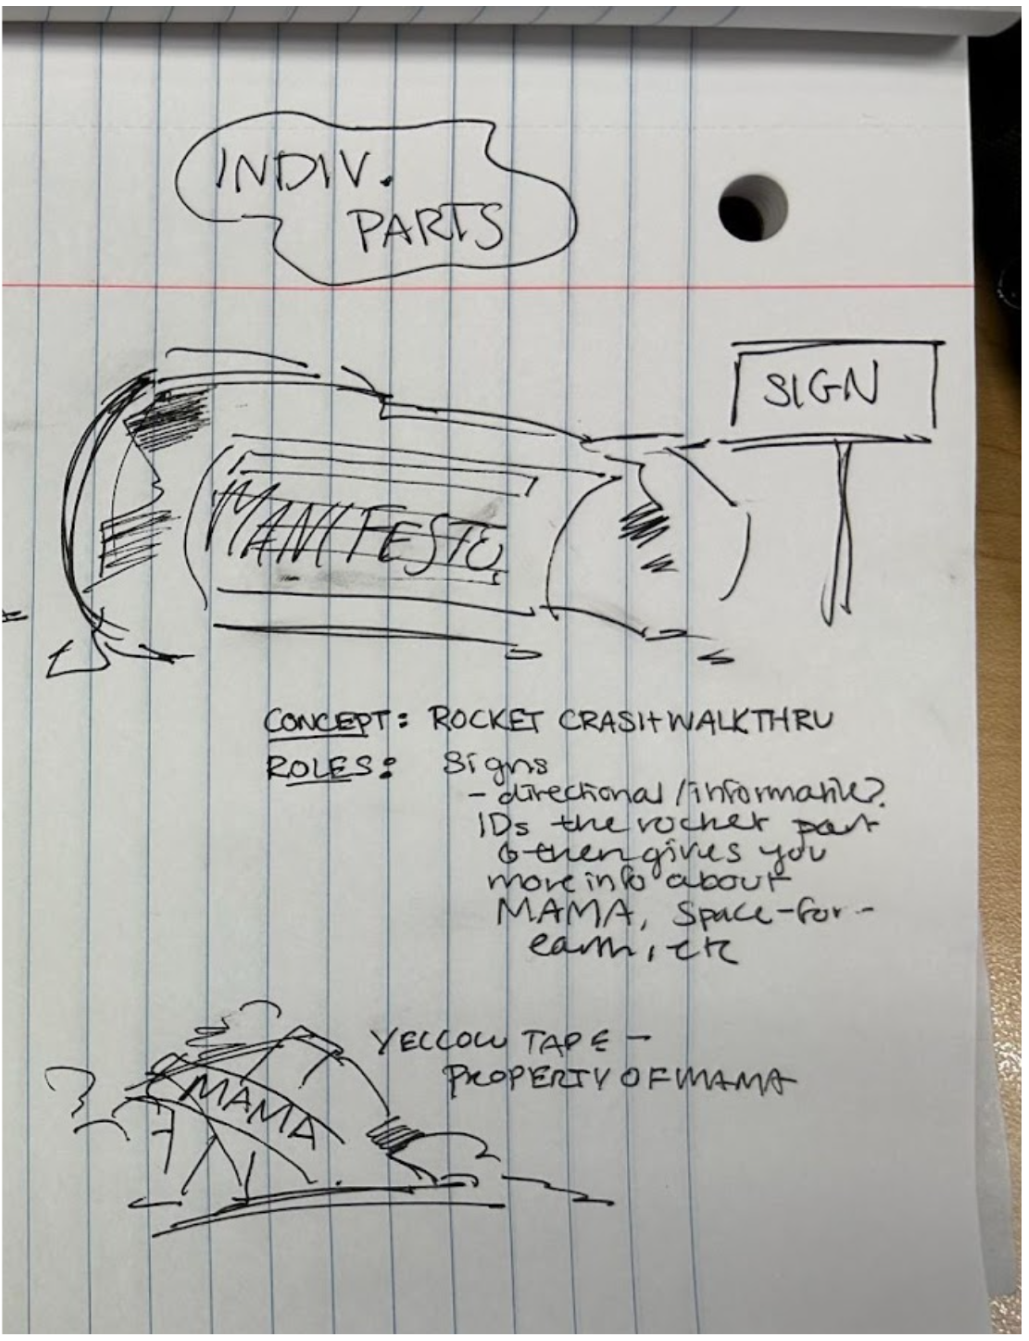 INDIV.
PARTS
SIGN
MANIFESTO
CONCEPT: ROCKET CRASH WALKTHRU
ROLES: Signs
- directional/informative?
IDs the rocket part
& then gives you
more info about
MAMA, Space-for-
earth, etc
YELLOW TAPE -
PROPERTY OF MAMA
MAMA